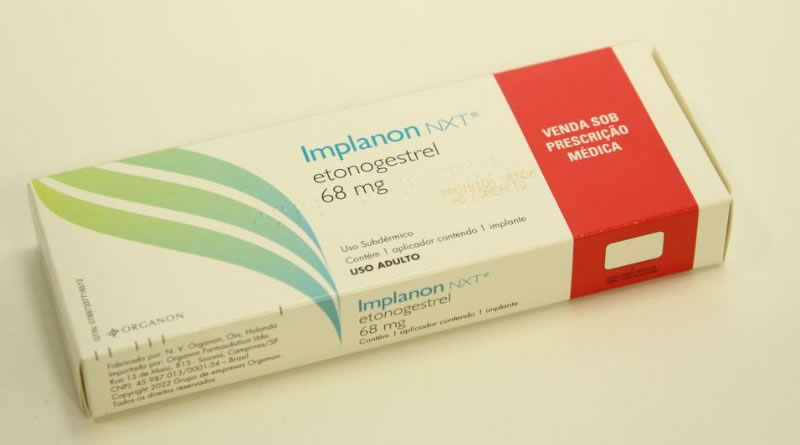 Implanon NXT®
etonogestrel
68 mg
PROIBIDA VENDA
AO COMERCIO
Uso Subdérmico
Contém 1 aplicador contendo 1 implante
USO ADULTO
ORGANON
VENDA SOB
PRESCRIÇÃO
MÉDICA
Implanon NXT®
etonogestrel
68 mg
Contém 1 aplicador contendo 1 implante
Fabricado por: N. V. Organon, Oss, Holanda
Importado por: Organon Farmacêutica Ltda.
Rua 13 de Maio, 815 - Sousas, Campinas/SP
CNPJ: 45.987.013/0001-34 – Brasil
Copyright 2022 Grupo de empresas Organon.
Todos os direitos reservados.